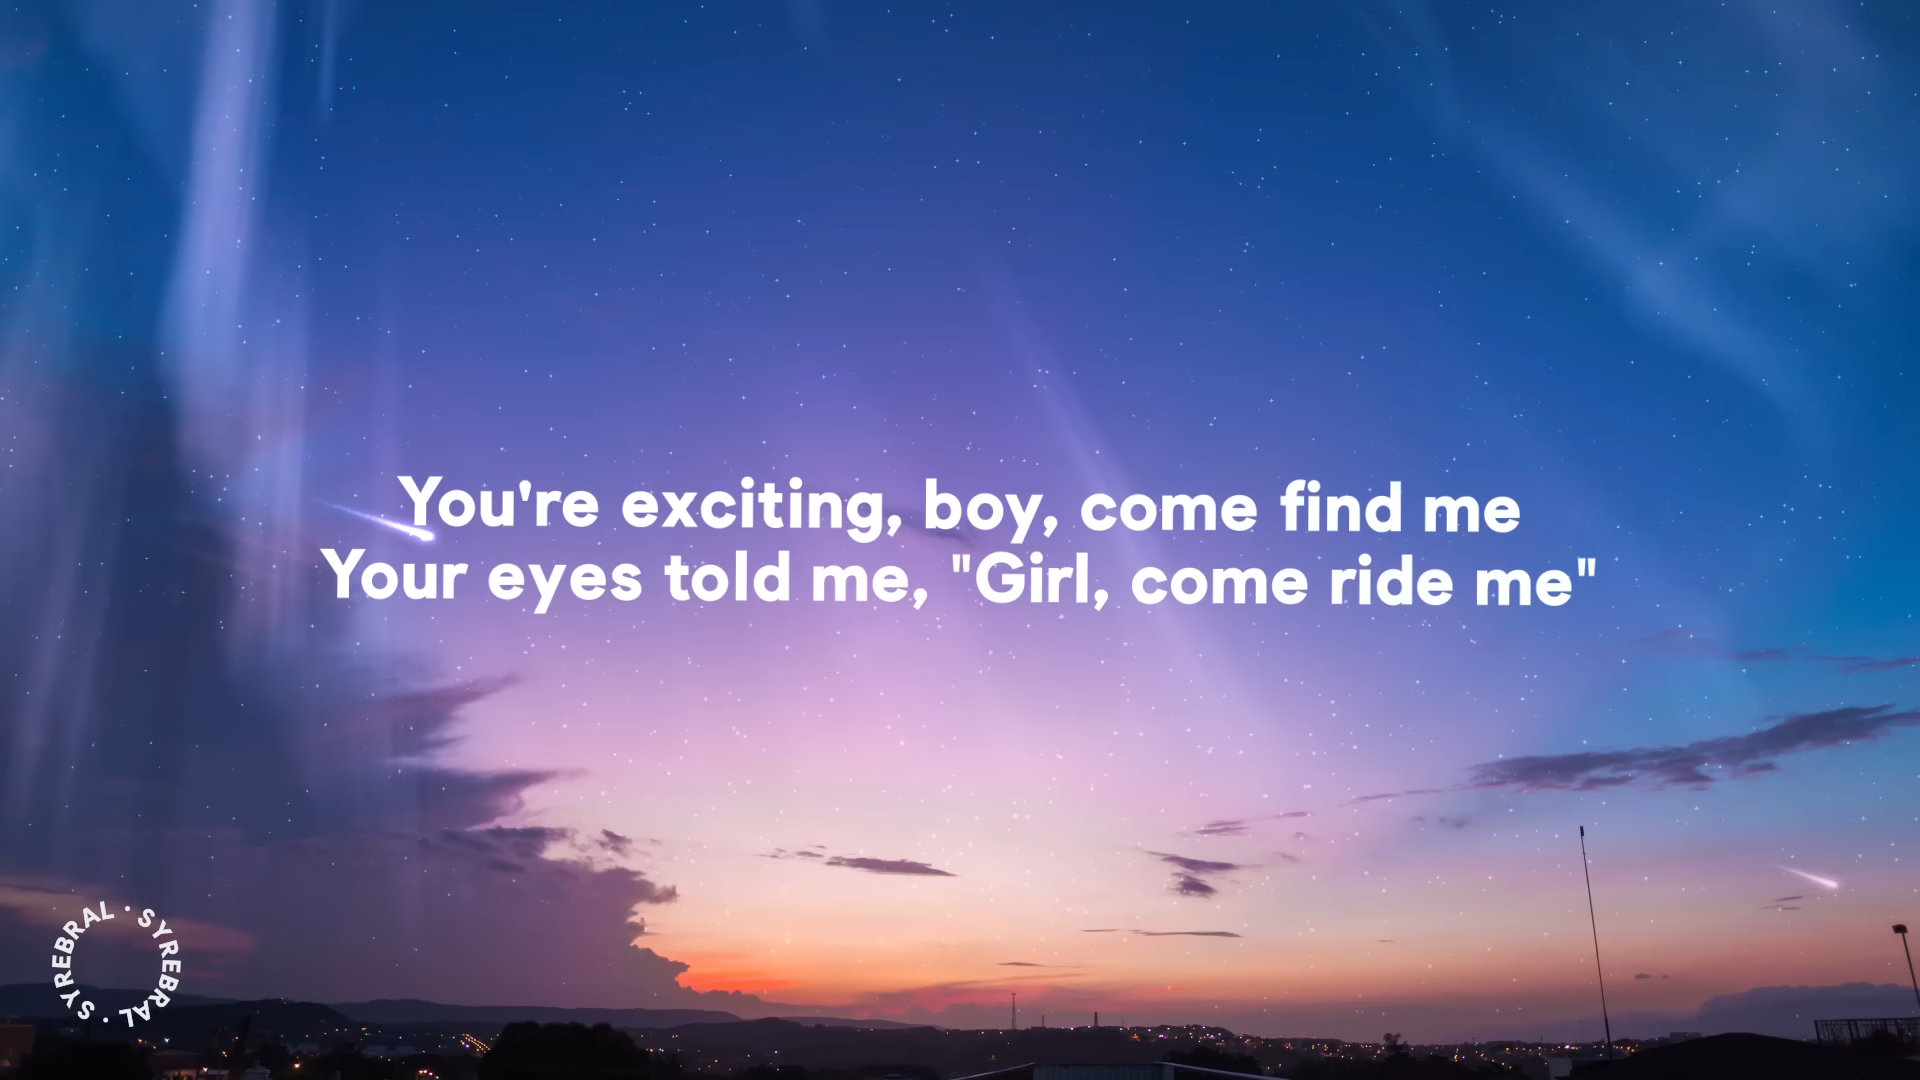 You're exciting, boy, come find me
Your eyes told me, "Girl, come ride me"
SYREBRAL · SYREBRAL ·